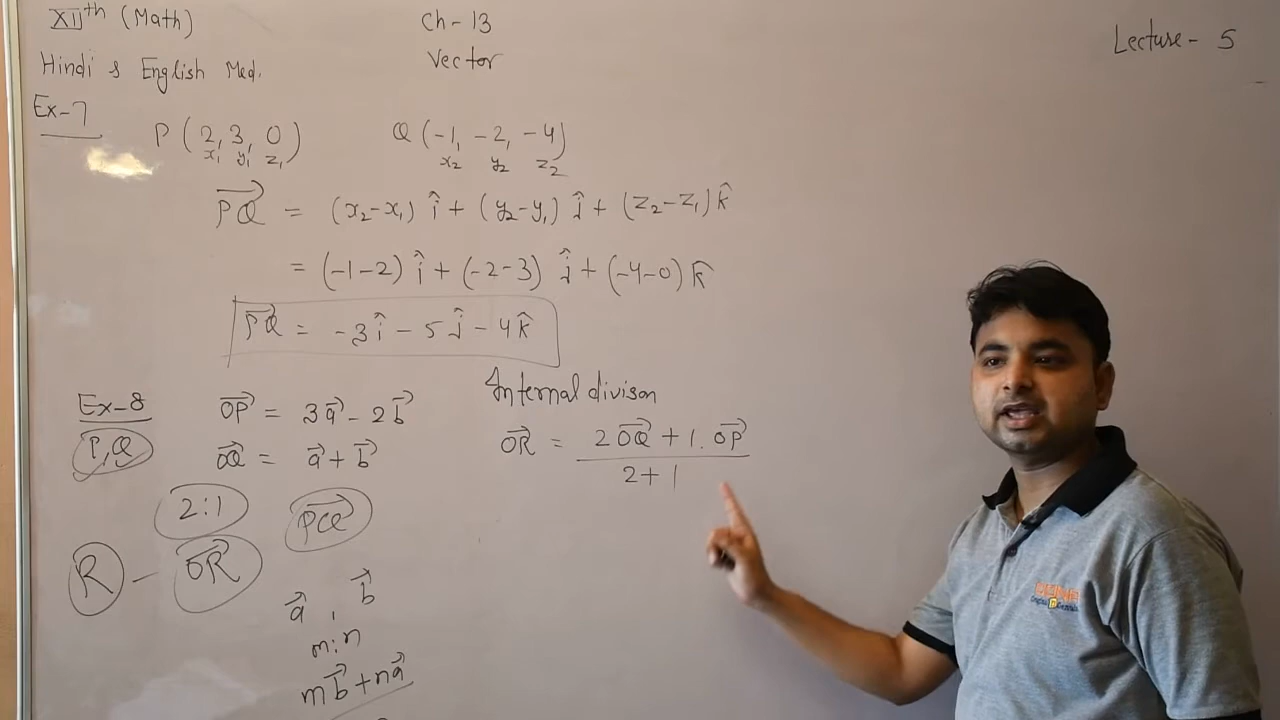 XIIth (Math)
Ch-13
Lecture-5
Hindi & English Med.
Vector
Ex-7
P(2, 3, 0)
x₁ y₁ z₁
Q(-1, -2, -4)
x₂ y₂ z₂
PQ⃗ = (x₂-x₁) î + (y₂-y₁) ĵ + (z₂-z₁) k̂
= (-1-2) î + (-2-3) ĵ + (-4-0) k̂
PQ⃗ = -3î - 5ĵ - 4k̂
Ex-8
OP⃗ = 3a⃗ - 2b⃗
P,Q
OQ⃗ = a⃗ + b⃗
2:1
PQ⃗
R - OR⃗
a⃗ , b⃗
m:n
mb⃗ + na⃗
Internal divison
OR⃗ = 2OQ⃗ + 1.OP⃗
2+1